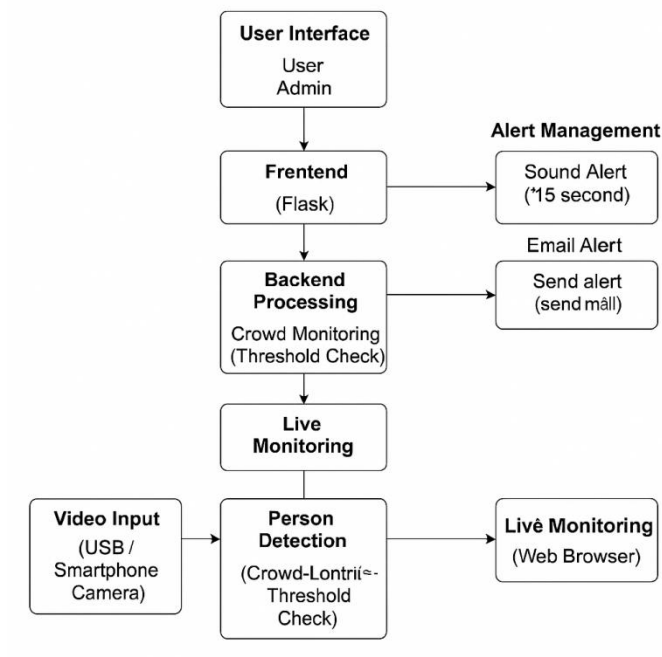 User Interface
User
Admin
Alert Management
Frentend
(Flask)
Sound Alert
(*15 second)
Email Alert
Backend
Processing
Crowd Monitoring
(Threshold Check)
Send alert
(send mâll)
Live
Monitoring
Video Input
(USB /
Smartphone
Camera)
Person
Detection
Threshold
Check)
Livè Monitoring
(Web Browser)